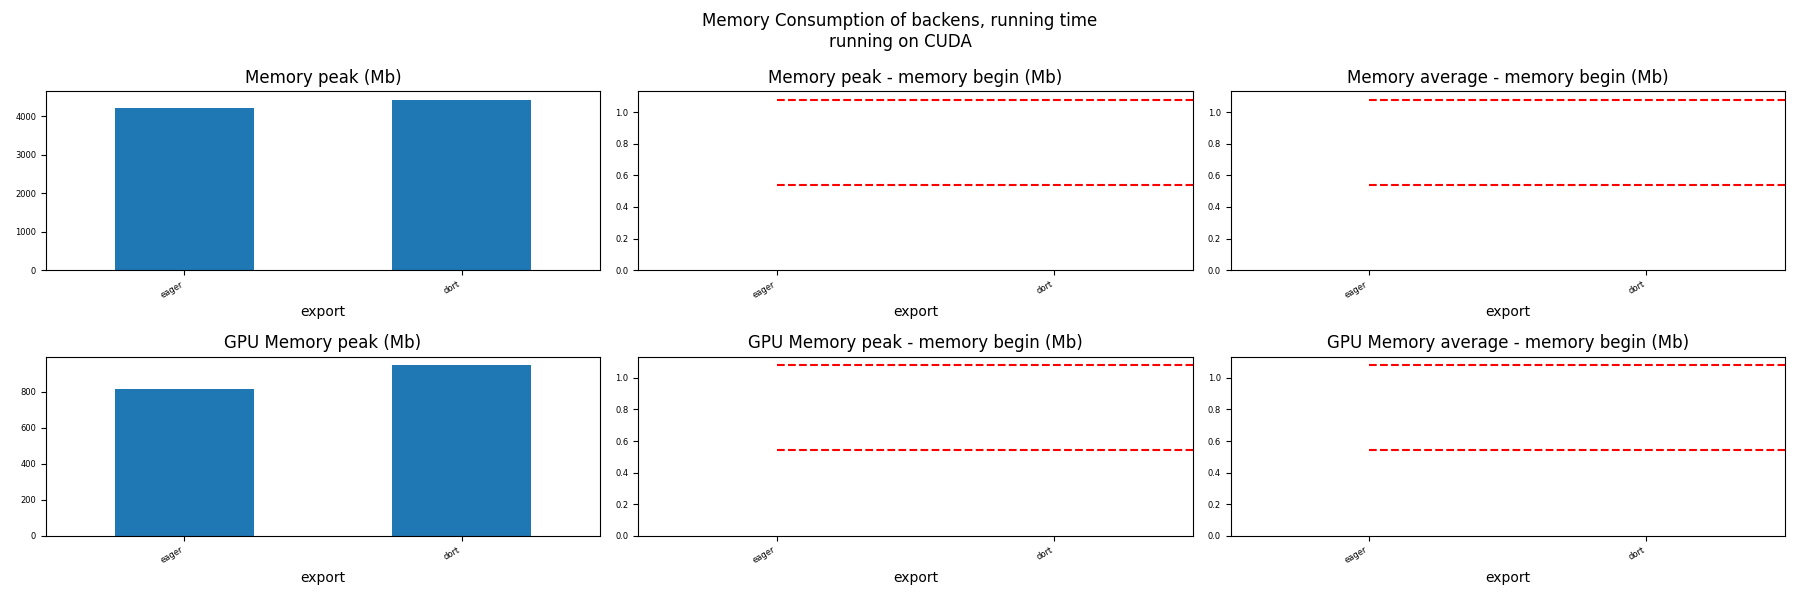 Memory Consumption of backens, running time
running on CUDA
Memory peak (Mb)
4000
3000
2000
1000
0
eager
dort
export
Memory peak - memory begin (Mb)
1.0
0.8
0.6
0.4
0.2
0.0
eager
dort
export
Memory average - memory begin (Mb)
1.0
0.8
0.6
0.4
0.2
0.0
eager
dort
export
GPU Memory peak (Mb)
800
600
400
200
0
eager
dort
export
GPU Memory peak - memory begin (Mb)
1.0
0.8
0.6
0.4
0.2
0.0
eager
dort
export
GPU Memory average - memory begin (Mb)
1.0
0.8
0.6
0.4
0.2
0.0
eager
dort
export